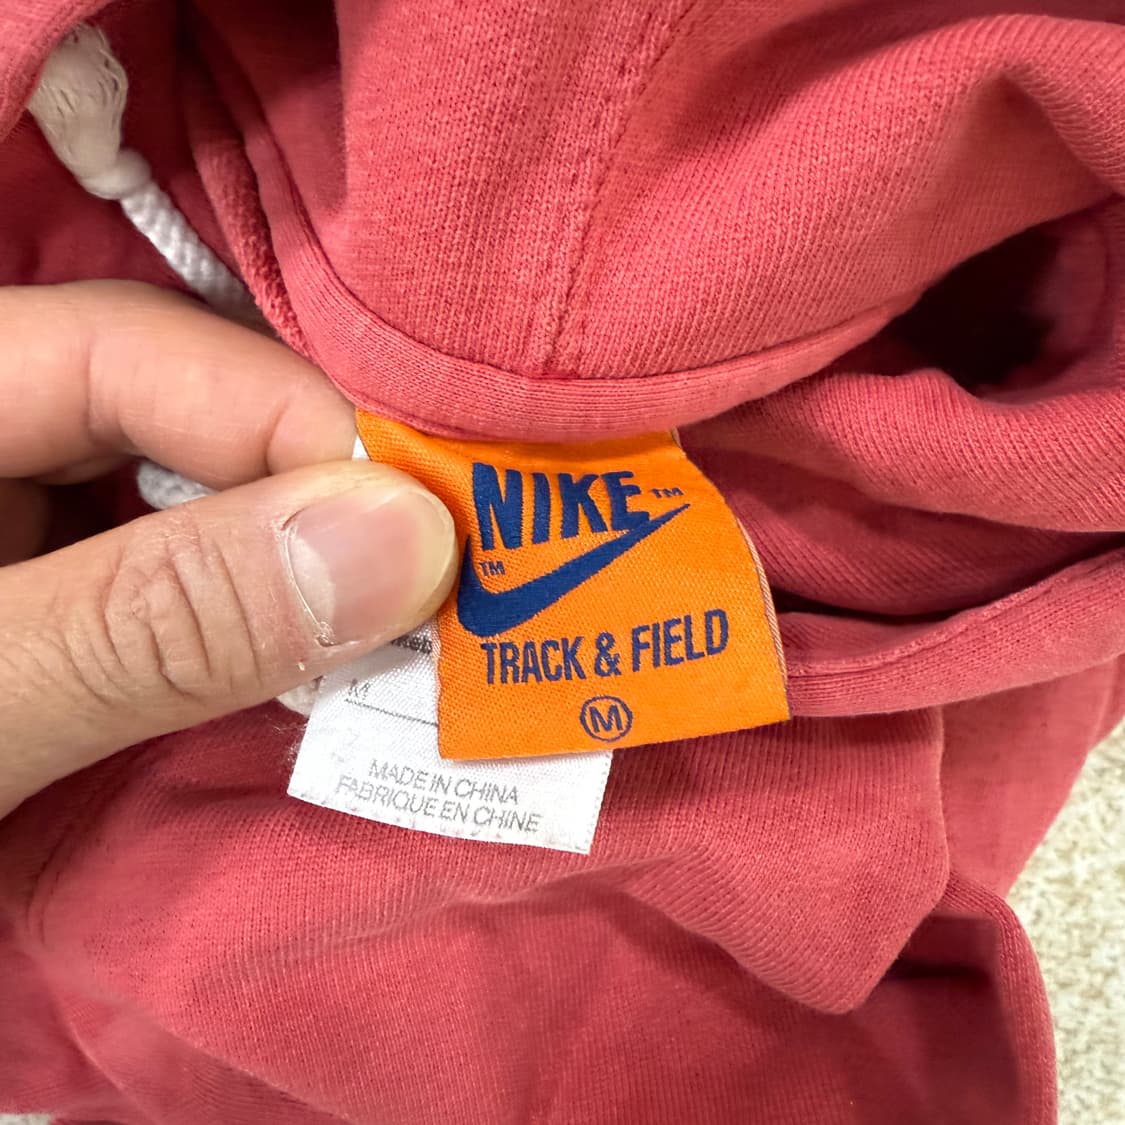 NIKE™
™
TRACK & FIELD
M
M
MADE IN CHINA
FABRIQUE EN CHINE